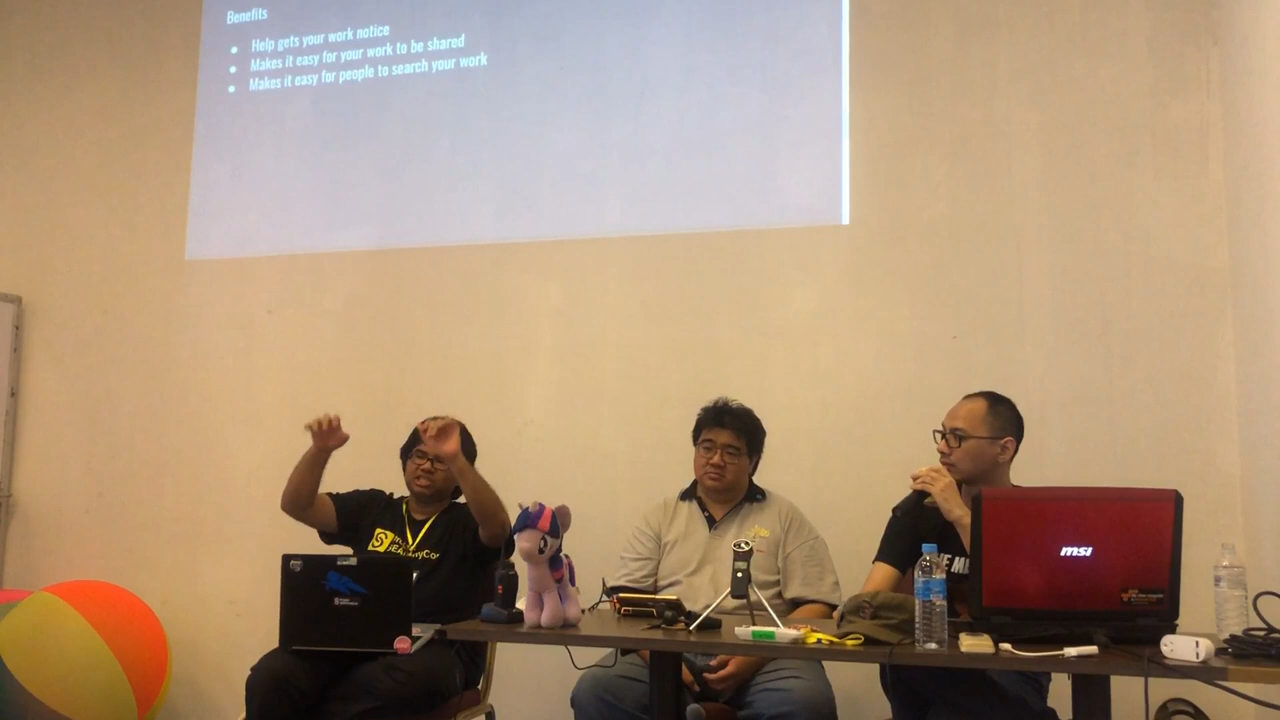 Benefits
● Help gets your work notice
● Makes it easy for your work to be shared
● Makes it easy for people to search your work
S
msi